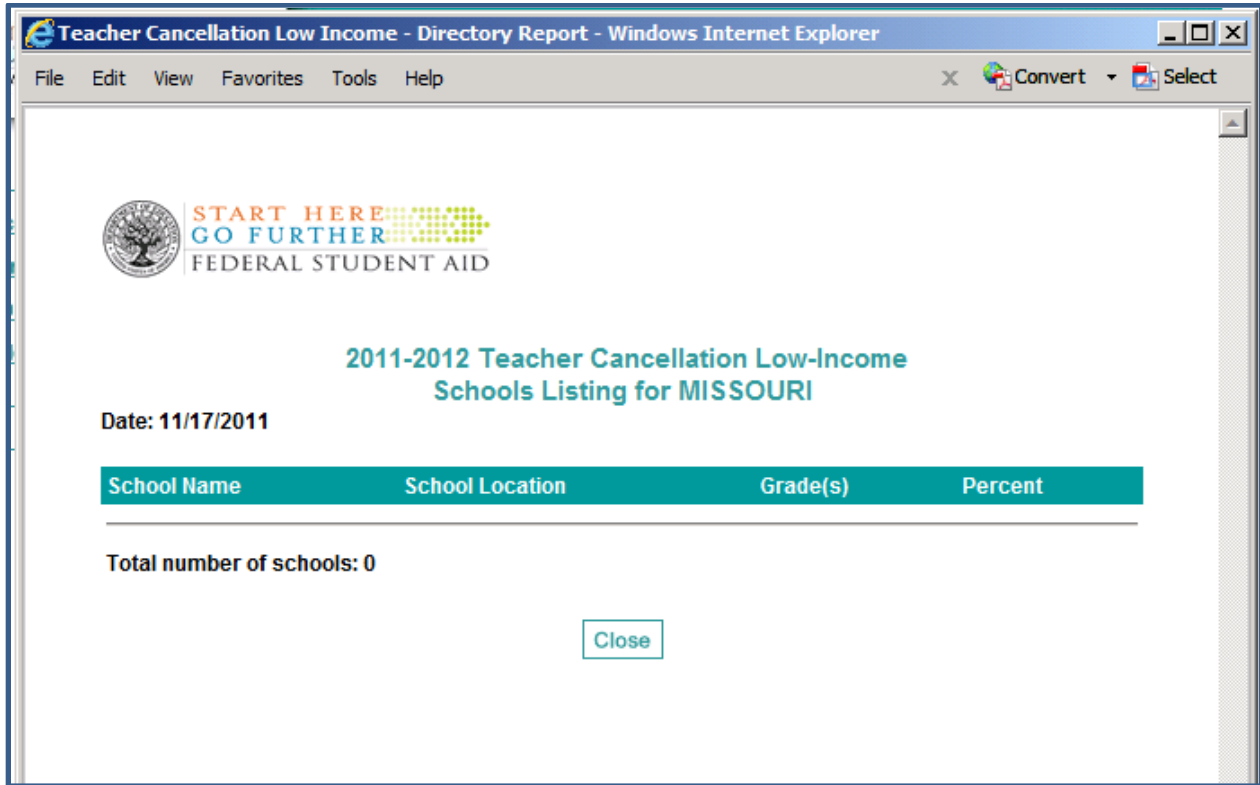 Teacher Cancellation Low Income - Directory Report - Windows Internet Explorer
File Edit View Favorites Tools Help x Convert Select
START HERE
GO FURTHER
FEDERAL STUDENT AID
2011-2012 Teacher Cancellation Low-Income
Schools Listing for MISSOURI
Date: 11/17/2011
School Name School Location Grade(s) Percent
Total number of schools: 0
Close